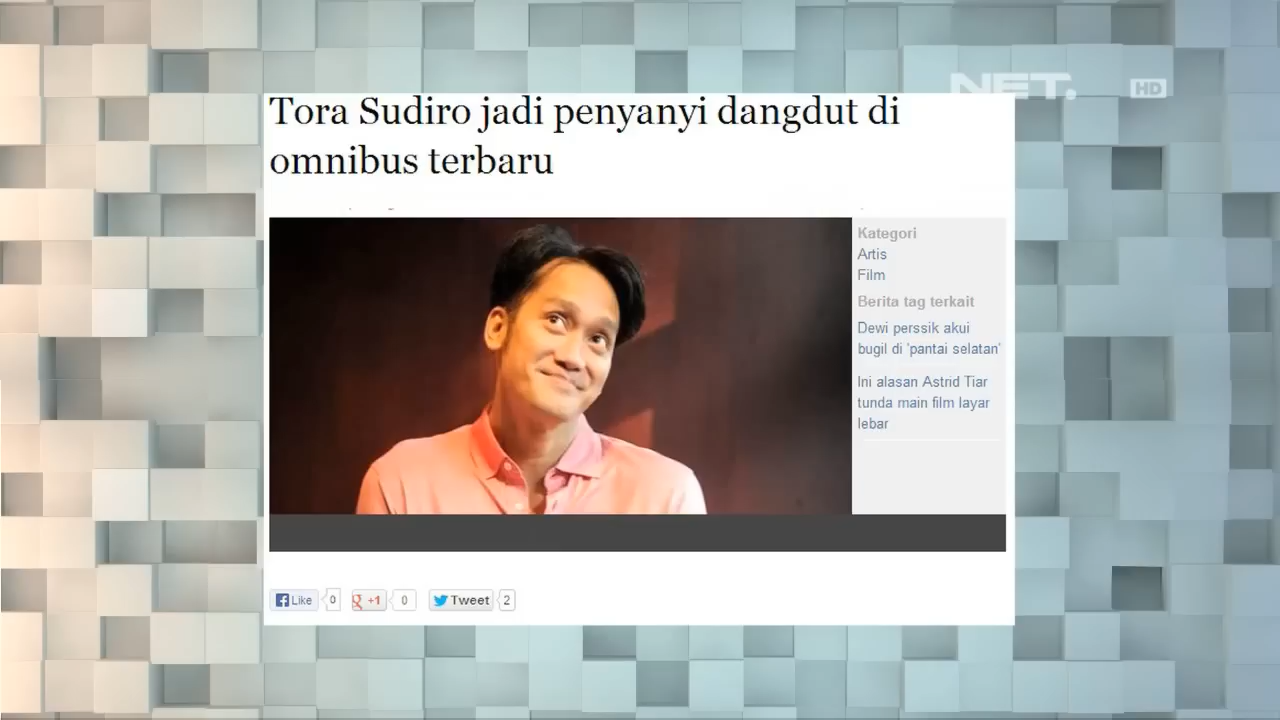 NET.
HD
Tora Sudiro jadi penyanyi dangdut di
omnibus terbaru
Kategori
Artis
Film
Berita tag terkait
Dewi perssik akui
bugil di 'pantai selatan'
Ini alasan Astrid Tiar
tunda main film layar
lebar
Like 0 g +1 0 Tweet 2